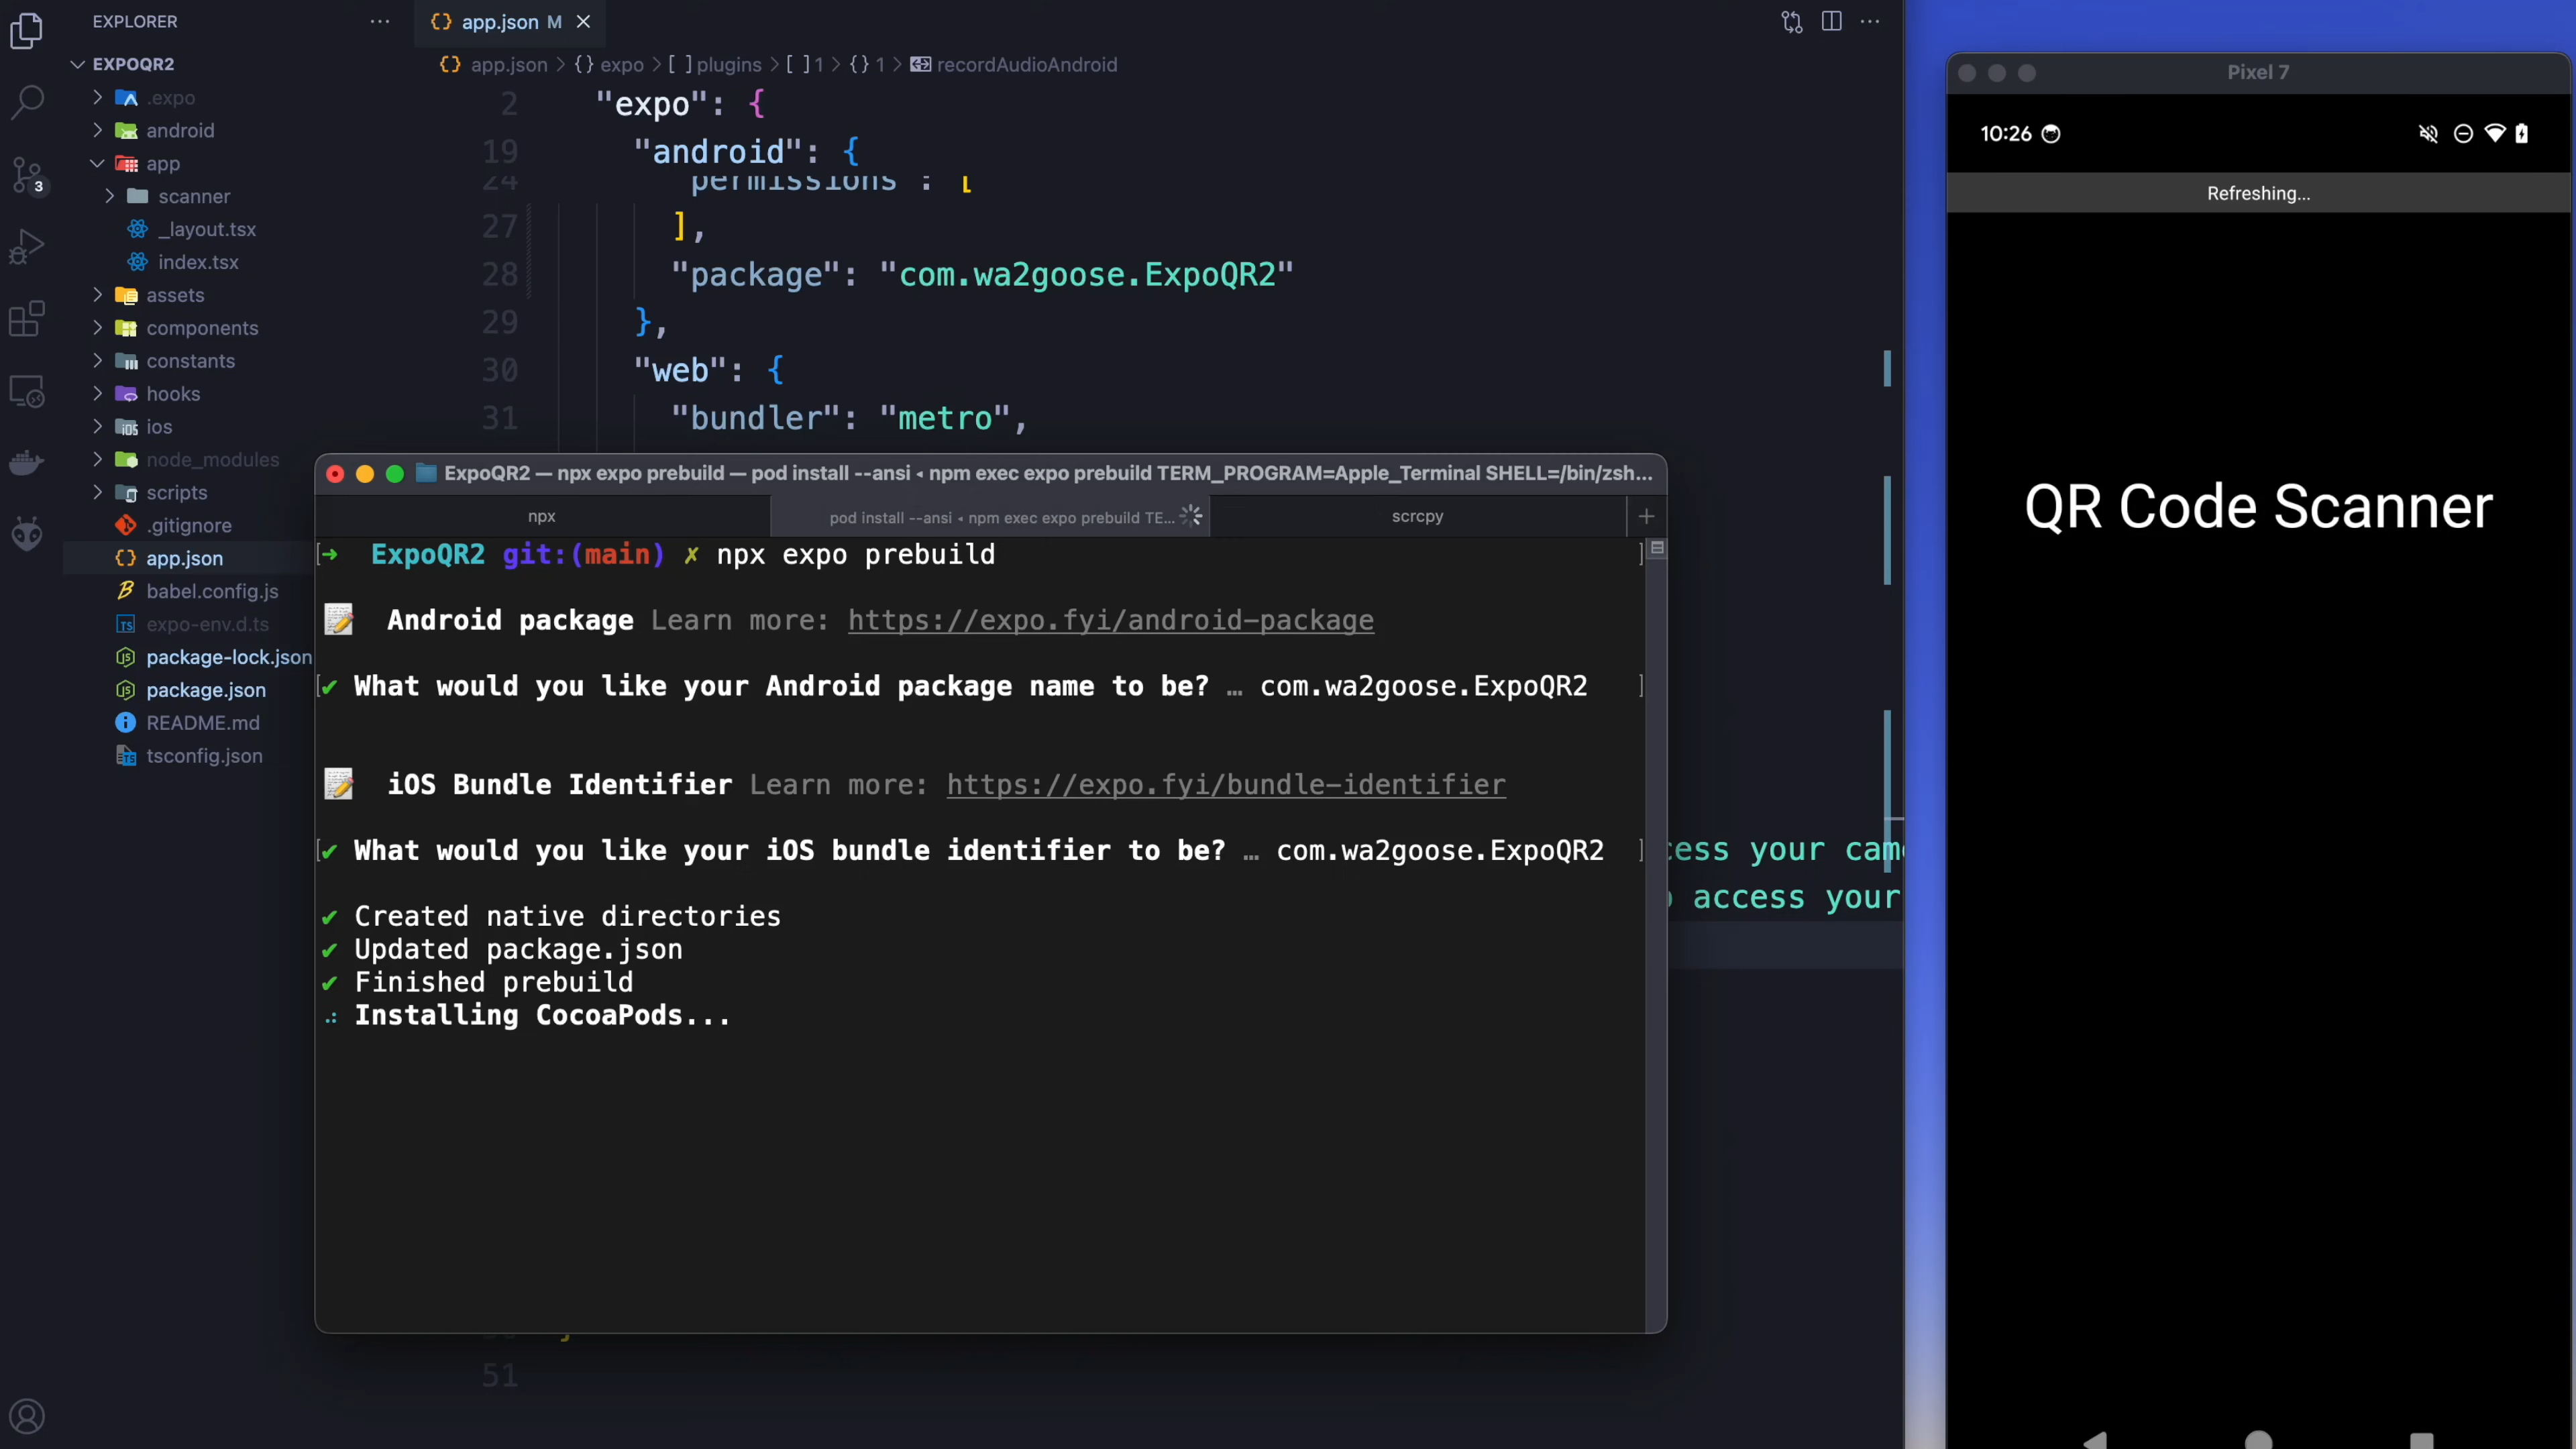 EXPLORER
EXPOQR2
.expo
android
app
scanner
_layout.tsx
index.tsx
assets
components
constants
hooks
ios
node_modules
scripts
.gitignore
app.json
babel.config.js
expo-env.d.ts
package-lock.json
package.json
README.md
tsconfig.json
3
app.json M
app.json > {} expo > [ ] plugins > [ ] 1 > {} 1 > recordAudioAndroid
2 "expo": {
19 "android": {
24 permissions : [
27 ],
28 "package": "com.wa2goose.ExpoQR2"
29 },
30 "web": {
31 "bundler": "metro",
cess your
access your
}
51
ExpoQR2 — npx expo prebuild — pod install --ansi ◂ npm exec expo prebuild TERM_PROGRAM=Apple_Terminal SHELL=/bin/zsh...
npx
pod install --ansi ◂ npm exec expo prebuild TE...
scrcpy
+
➜ ExpoQR2 git:(main) ✗ npx expo prebuild
📝 Android package Learn more: https://expo.fyi/android-package
✔ What would you like your Android package name to be? … com.wa2goose.ExpoQR2
📝 iOS Bundle Identifier Learn more: https://expo.fyi/bundle-identifier
✔ What would you like your iOS bundle identifier to be? … com.wa2goose.ExpoQR2
✔ Created native directories
✔ Updated package.json
✔ Finished prebuild
Installing CocoaPods...
Pixel 7
10:26
Refreshing...
QR Code Scanner